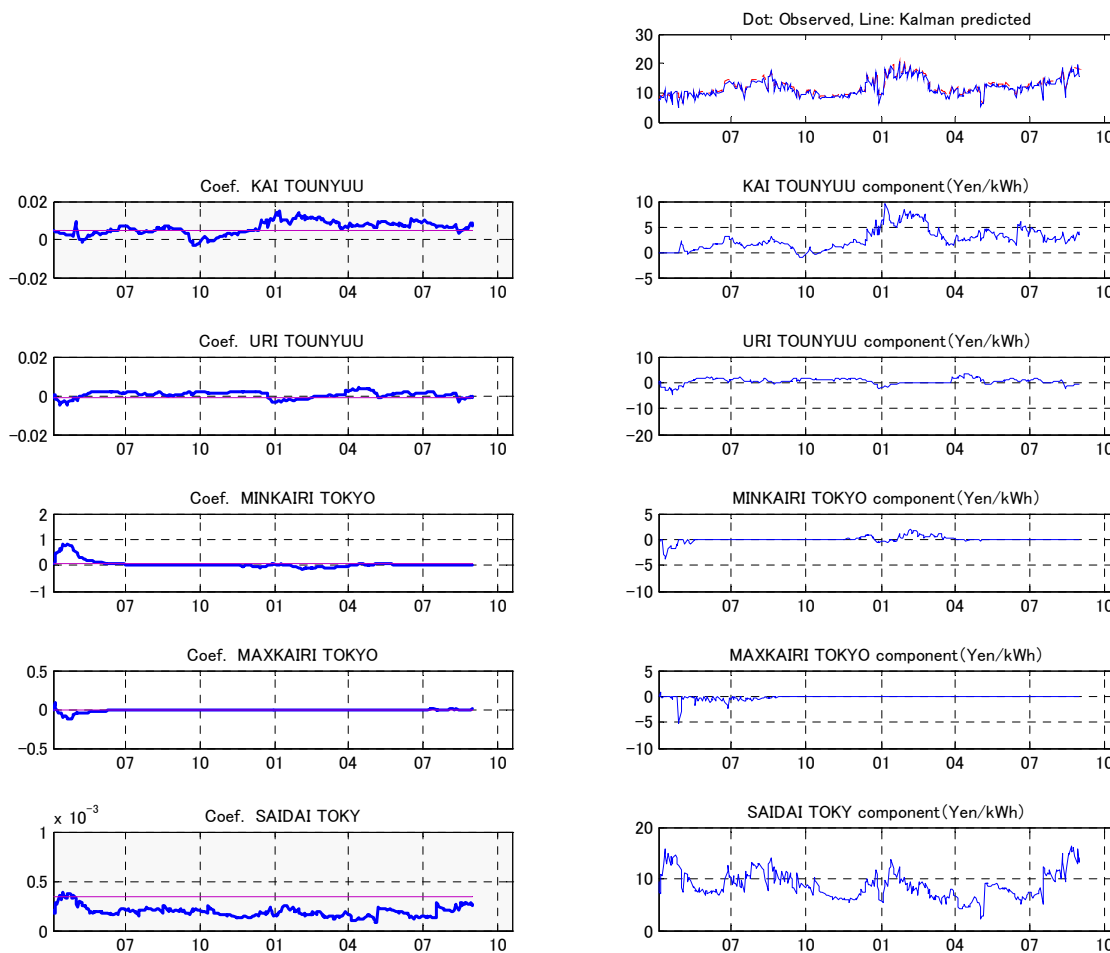 Dot: Observed, Line: Kalman predicted
30
20
10
0
07 10 01 04 07 10
Coef. KAI TOUNYUU
0.02
0
−0.02
07 10 01 04 07 10
KAI TOUNYUU component(Yen/kWh)
10
5
0
−5
07 10 01 04 07 10
Coef. URI TOUNYUU
0.02
0
−0.02
07 10 01 04 07 10
URI TOUNYUU component(Yen/kWh)
10
0
−10
−20
07 10 01 04 07 10
Coef. MINKAIRI TOKYO
2
1
0
−1
07 10 01 04 07 10
MINKAIRI TOKYO component(Yen/kWh)
5
0
−5
−10
07 10 01 04 07 10
Coef. MAXKAIRI TOKYO
0.5
0
−0.5
07 10 01 04 07 10
MAXKAIRI TOKYO component(Yen/kWh)
5
0
−5
−10
07 10 01 04 07 10
x 10⁻³
Coef. SAIDAI TOKY
1
0.5
0
07 10 01 04 07 10
SAIDAI TOKY component(Yen/kWh)
20
10
0
07 10 01 04 07 10